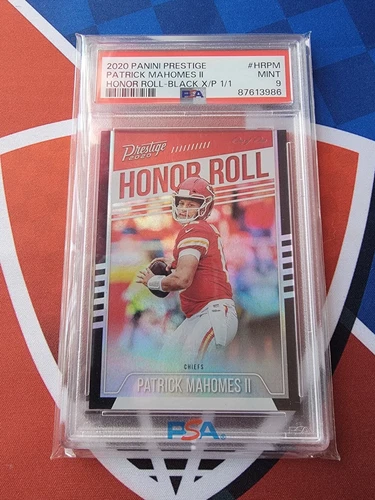 2020 PANINI PRESTIGE #HRPM
PATRICK MAHOMES II MINT
HONOR ROLL-BLACK X/P 1/1 9
PSA 87613986
Prestige
2020
HONOR ROLL
CHIEFS
PATRICK MAHOMES II
PSA